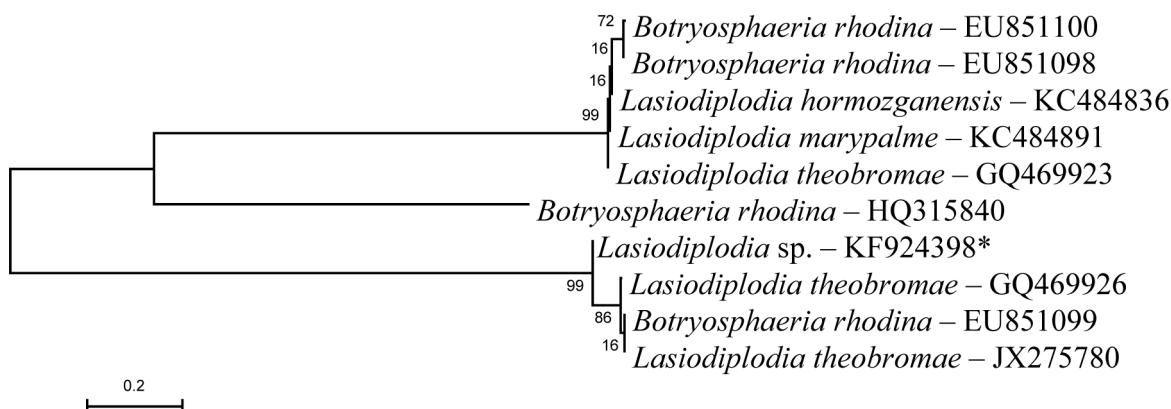 72
Botryosphaeria rhodina – EU851100
16
Botryosphaeria rhodina – EU851098
16
Lasiodiplodia hormozganensis – KC484836
99
Lasiodiplodia marypalme – KC484891
Lasiodiplodia theobromae – GQ469923
Botryosphaeria rhodina – HQ315840
Lasiodiplodia sp. – KF924398*
99
Lasiodiplodia theobromae – GQ469926
86
Botryosphaeria rhodina – EU851099
16
Lasiodiplodia theobromae – JX275780
0.2